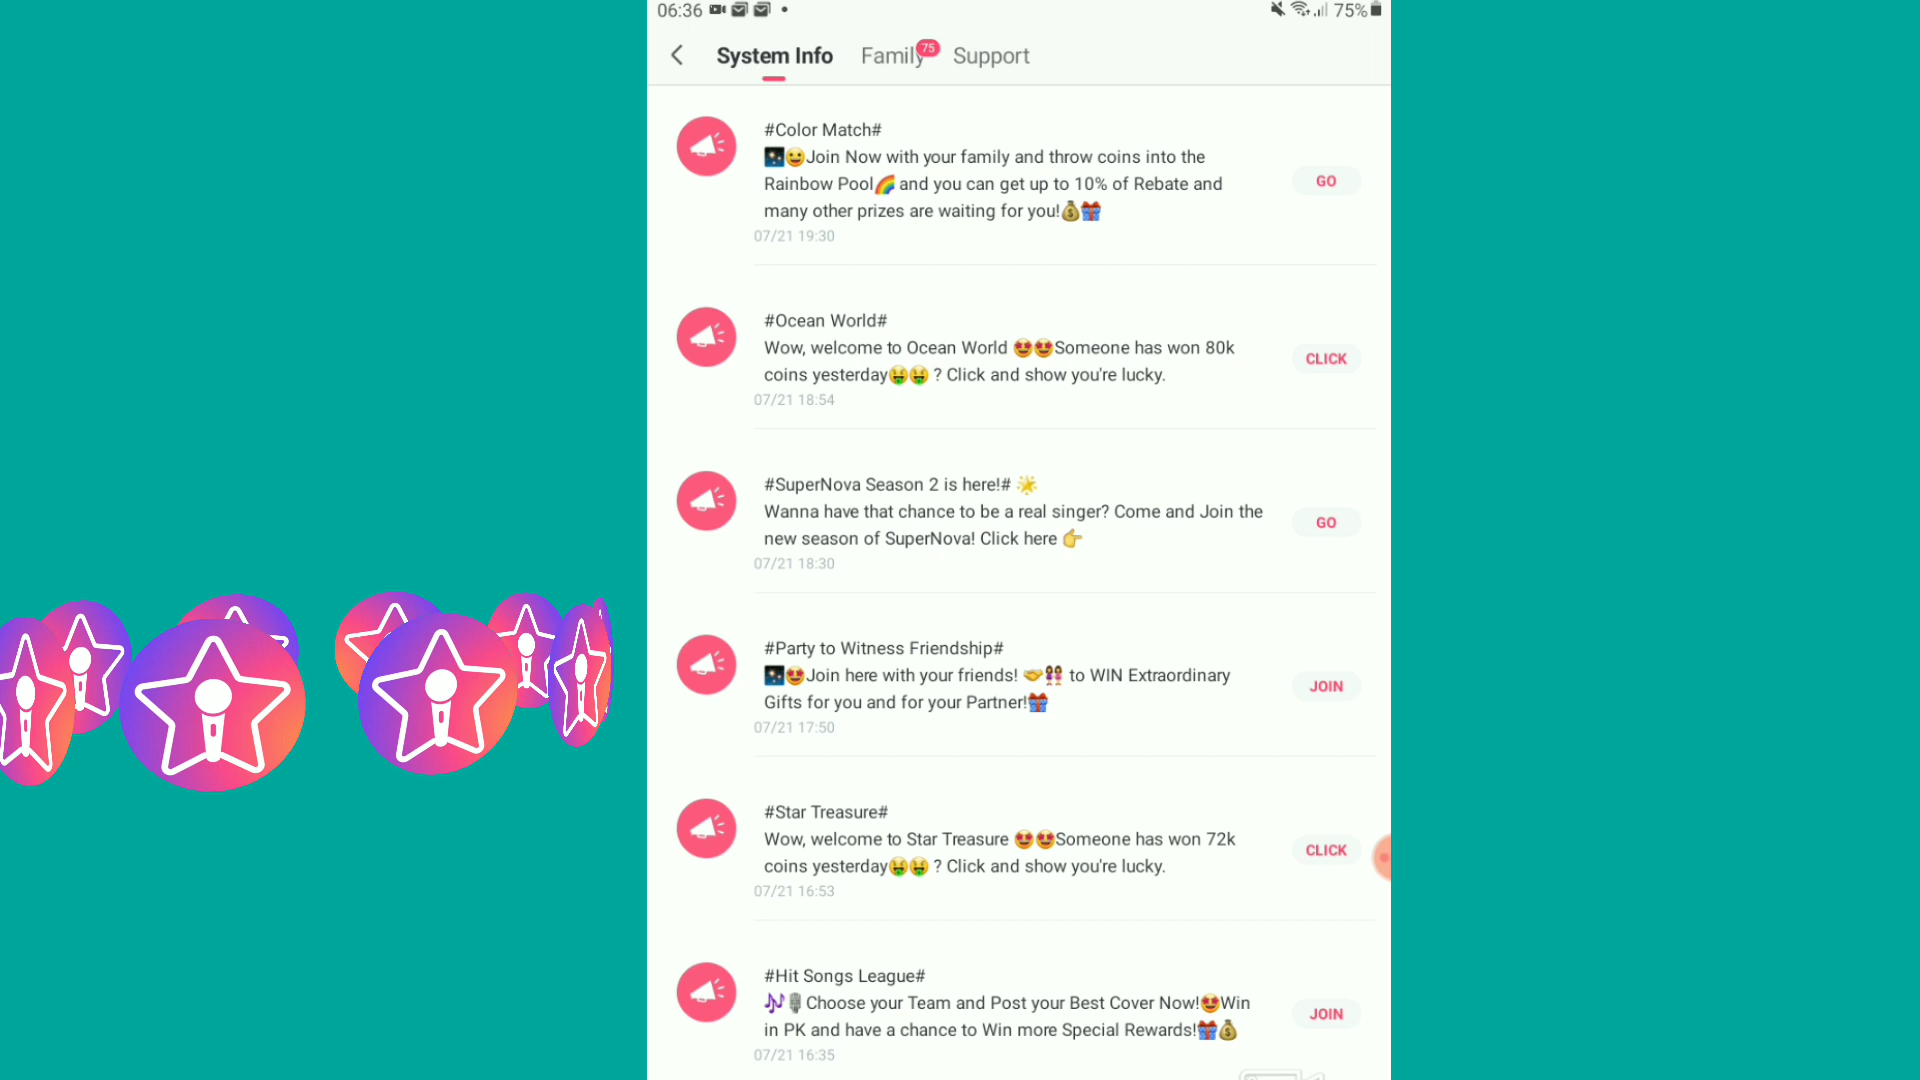 06:36
75%
System Info
Family
75
Support
#Color Match#
🌃😀Join Now with your family and throw coins into the
Rainbow Pool🌈 and you can get up to 10% of Rebate and
many other prizes are waiting for you!💰🎁
GO
07/21 19:30
#Ocean World#
Wow, welcome to Ocean World 🤩🤩Someone has won 80k
coins yesterday🤑🤑 ? Click and show you're lucky.
CLICK
07/21 18:54
#SuperNova Season 2 is here!# 🌟
Wanna have that chance to be a real singer? Come and Join the
new season of SuperNova! Click here 👉
GO
07/21 18:30
#Party to Witness Friendship#
🌃🤩Join here with your friends! 🤝👭 to WIN Extraordinary
Gifts for you and for your Partner!🎁
JOIN
07/21 17:50
#Star Treasure#
Wow, welcome to Star Treasure 🤩🤩Someone has won 72k
coins yesterday🤑🤑 ? Click and show you're lucky.
CLICK
07/21 16:53
#Hit Songs League#
🎶🎙Choose your Team and Post your Best Cover Now!🤩Win
in PK and have a chance to Win more Special Rewards!🎁💰
JOIN
07/21 16:35